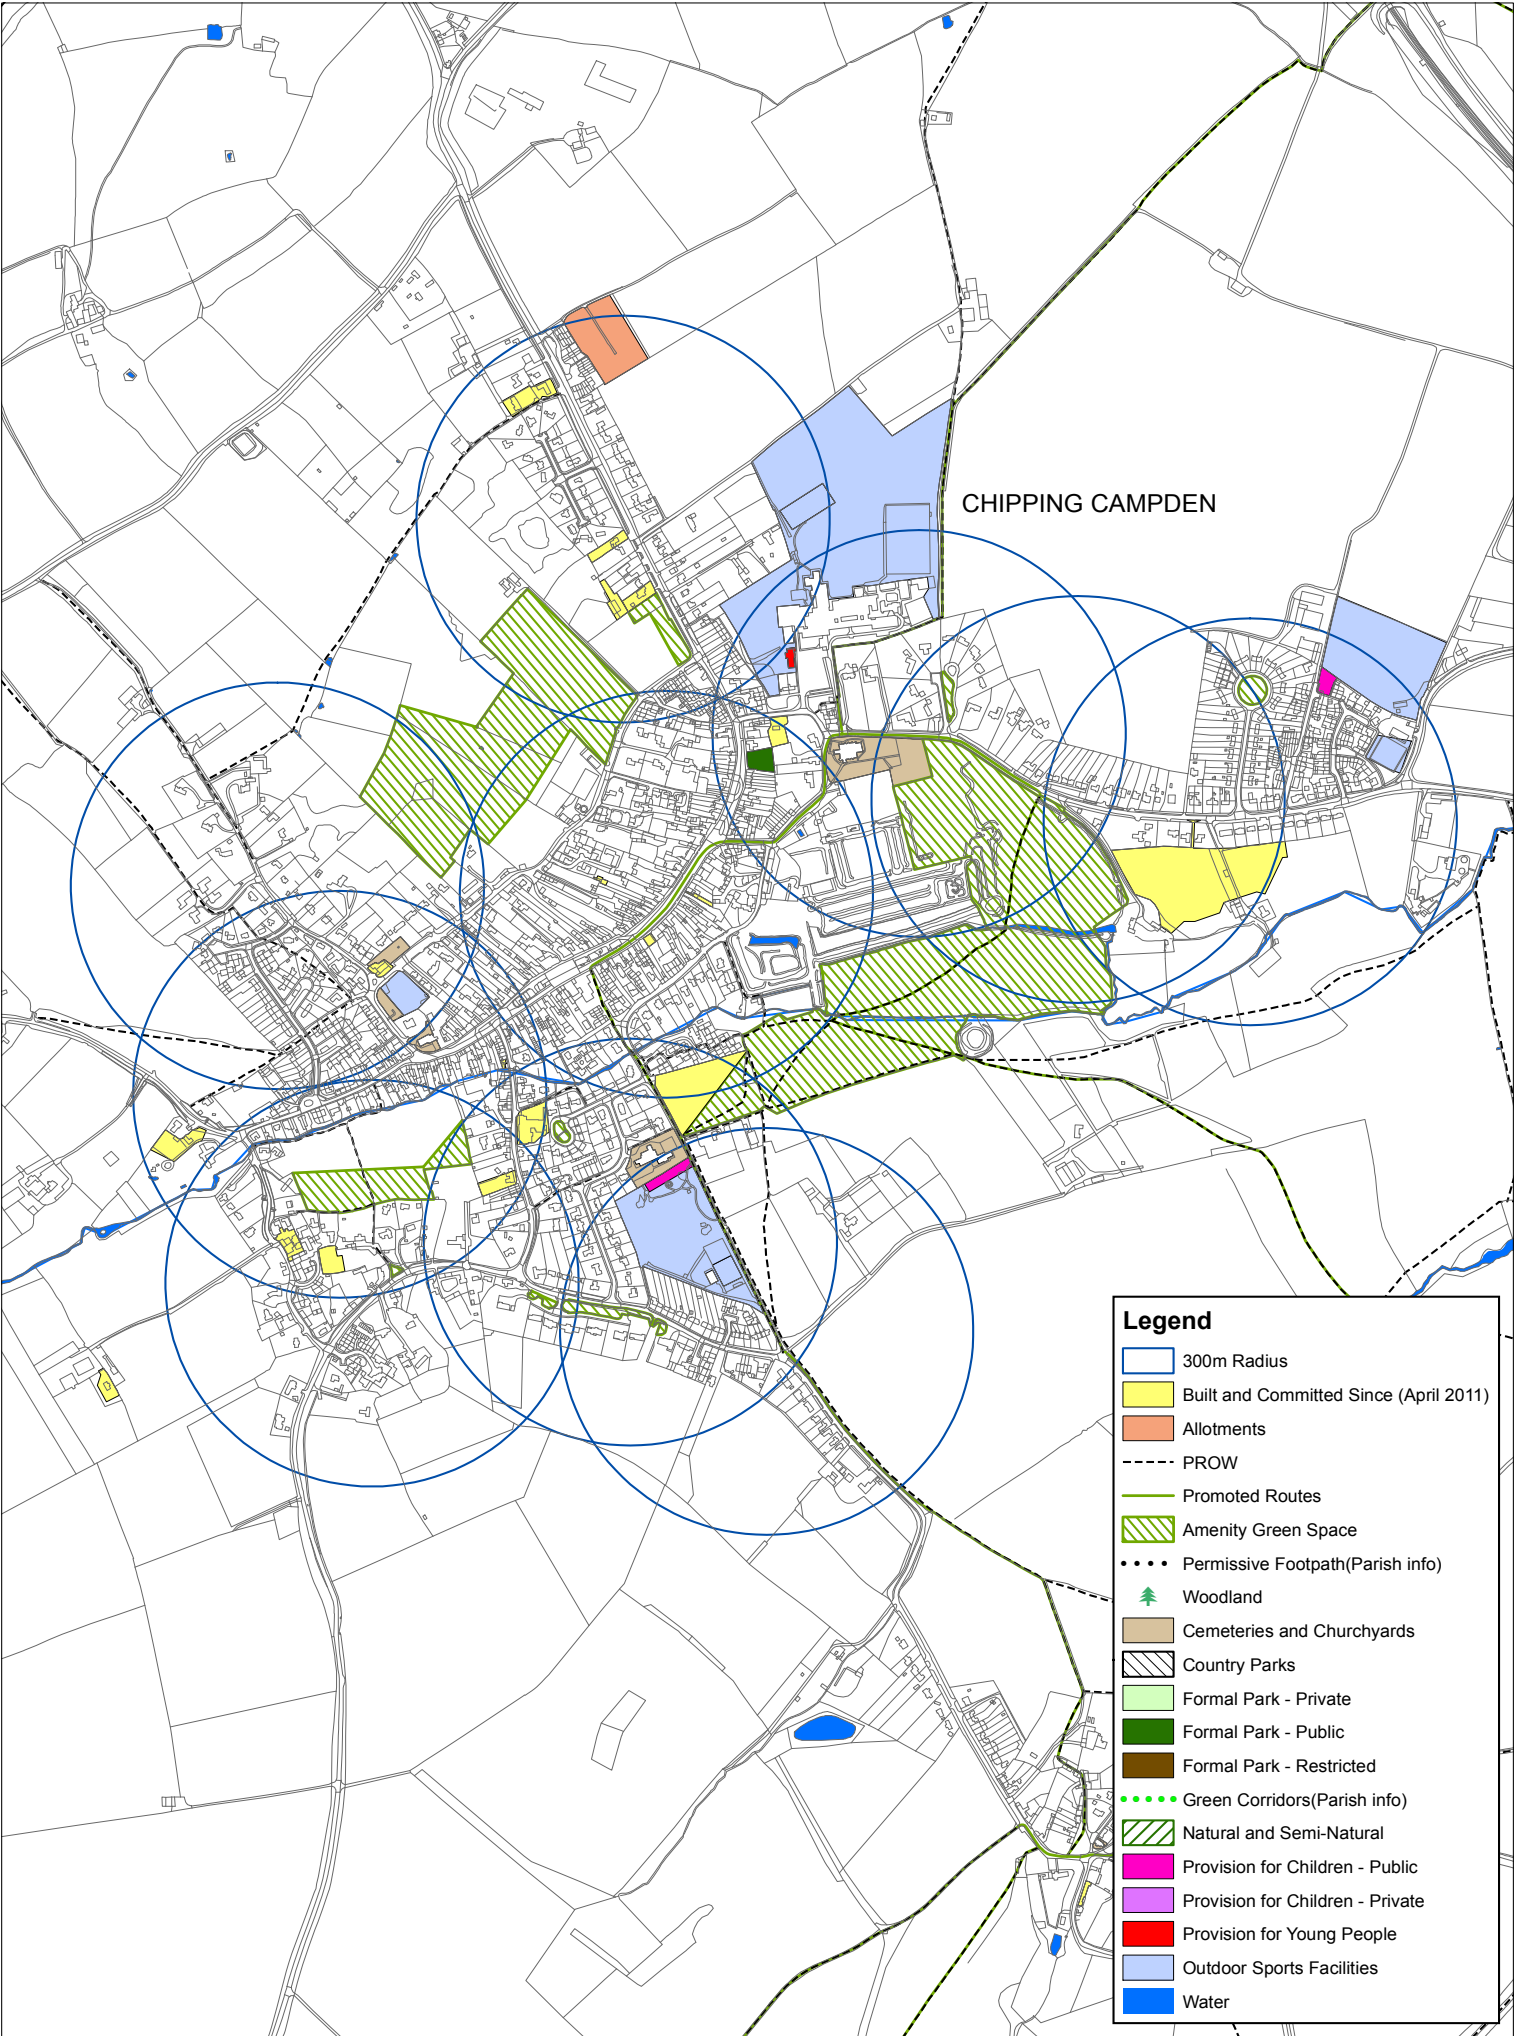 CHIPPING CAMPDEN
Legend
300m Radius
Built and Committed Since (April 2011)
Allotments
PROW
Promoted Routes
Amenity Green Space
Permissive Footpath(Parish info)
Woodland
Cemeteries and Churchyards
Country Parks
Formal Park - Private
Formal Park - Public
Formal Park - Restricted
Green Corridors(Parish info)
Natural and Semi-Natural
Provision for Children - Public
Provision for Children - Private
Provision for Young People
Outdoor Sports Facilities
Water